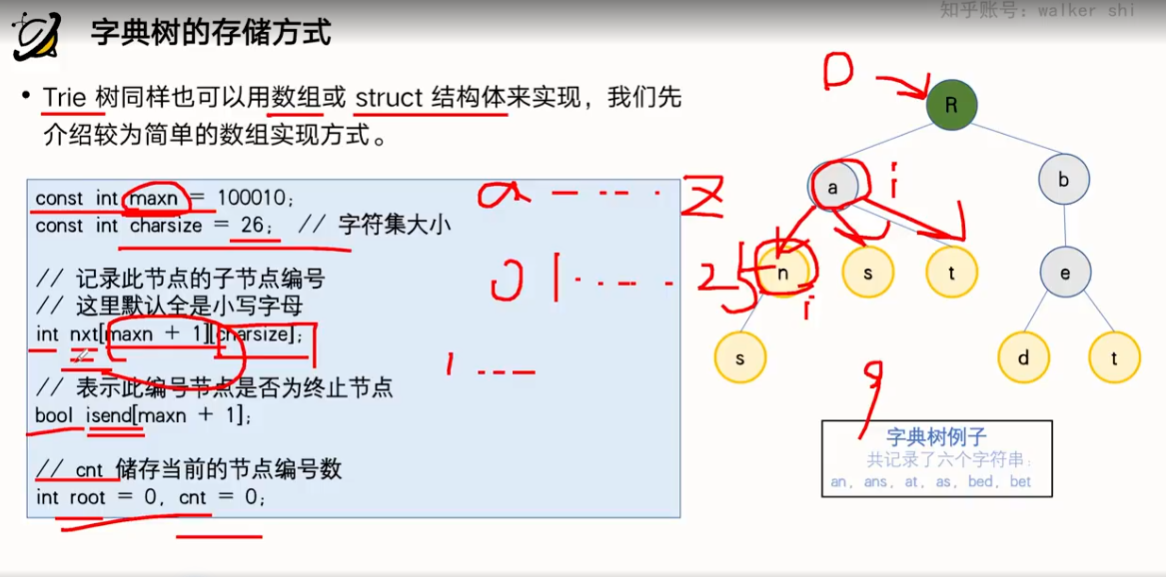 知乎账号: walker shi
字典树的存储方式
• Trie 树同样也可以用数组或 struct 结构体来实现，我们先
介绍较为简单的数组实现方式。
const int maxn = 100010;
const int charsize = 26; // 字符集大小
// 记录此节点的子节点编号
// 这里默认全是小写字母
int nxt[maxn + 1][charsize];
// 表示此编号节点是否为终止节点
bool isend[maxn + 1];
// cnt 储存当前的节点编号数
int root = 0, cnt = 0;
a z
0 1 25
R
a i b
n s t e
i
s d t
字典树例子
共记录了六个字符串:
an, ans, at, as, bed, bet